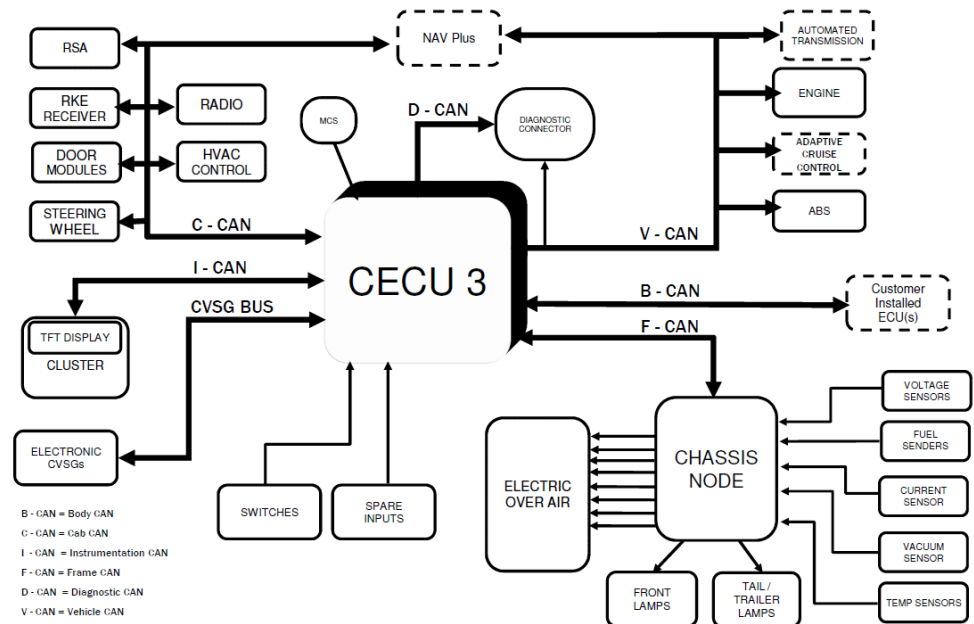 RSA
NAV Plus
AUTOMATED
TRANSMISSION
RKE
RECEIVER
RADIO
MCS
D - CAN
DIAGNOSTIC
CONNECTOR
ENGINE
DOOR
MODULES
HVAC
CONTROL
ADAPTIVE
CRUISE
CONTROL
STEERING
WHEEL
ABS
C - CAN
V - CAN
I - CAN
CECU 3
B - CAN
Customer
Installed
ECU(s)
CVSG BUS
F - CAN
TFT DISPLAY
CLUSTER
VOLTAGE
SENSORS
FUEL
SENDERS
ELECTRONIC
CVSGs
ELECTRIC
OVER AIR
CHASSIS
NODE
CURRENT
SENSOR
SWITCHES
SPARE
INPUTS
VACUUM
SENSOR
FRONT
LAMPS
TAIL /
TRAILER
LAMPS
TEMP SENSORS
B - CAN = Body CAN
C - CAN = Cab CAN
I - CAN = Instrumentation CAN
F - CAN = Frame CAN
D - CAN = Diagnostic CAN
V - CAN = Vehicle CAN